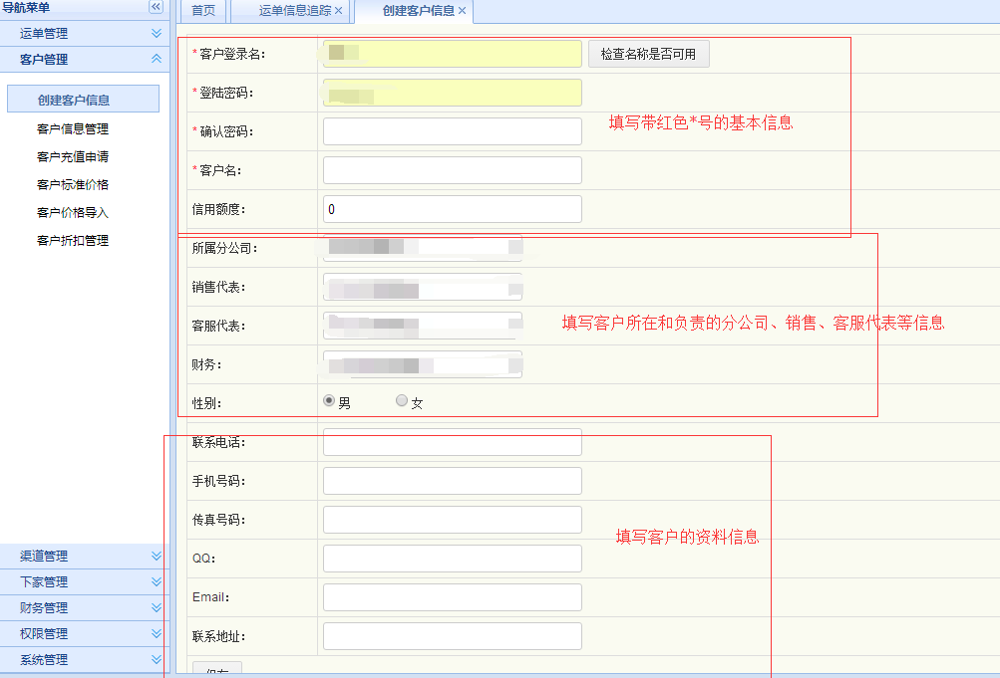 导航菜单
运单管理
客户管理
创建客户信息
客户信息管理
客户充值申请
客户标准价格
客户价格导入
客户折扣管理
渠道管理
下家管理
财务管理
权限管理
系统管理
首页 运单信息追踪 创建客户信息
*客户登录名： 检查名称是否可用
*登陆密码：
*确认密码：
填写带红色*号的基本信息
*客户名：
信用额度： 0
所属分公司：
销售代表：
客服代表：
填写客户所在和负责的分公司、销售、客服代表等信息
财务：
性别： 男 女
联系电话：
手机号码：
传真号码：
填写客户的资料信息
QQ：
Email：
联系地址：
保存